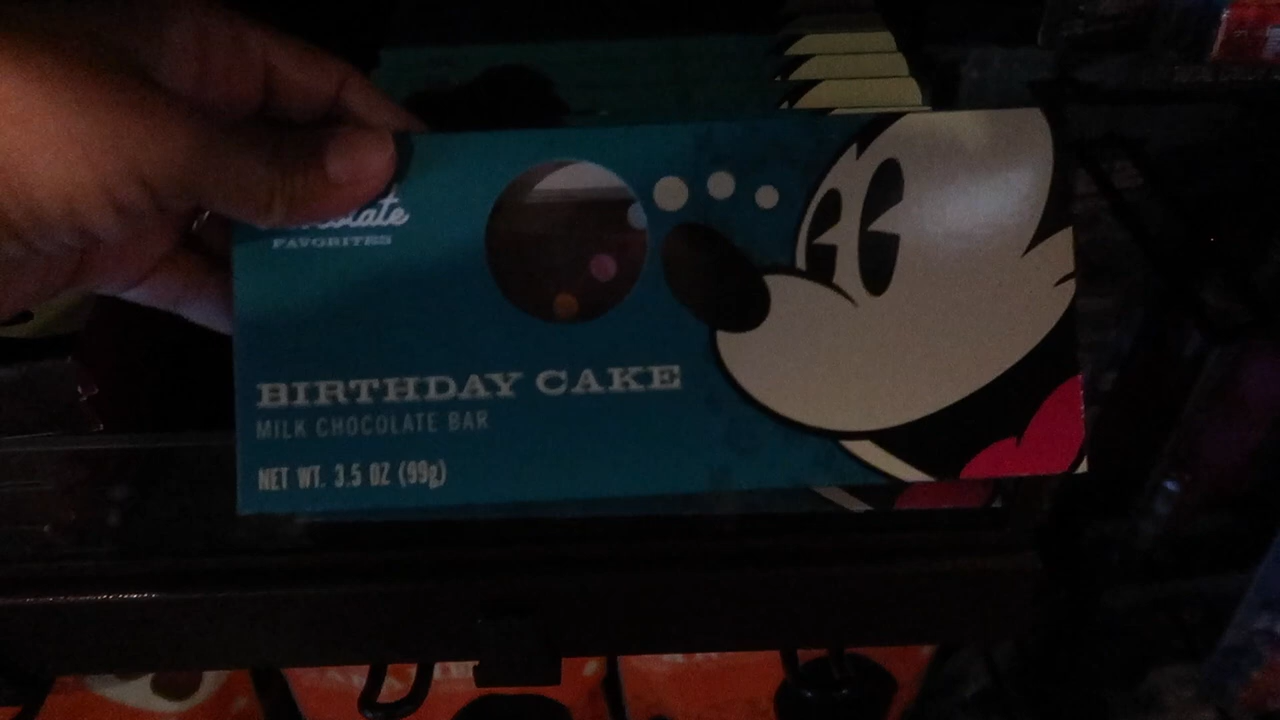 FAVORITES
BIRTHDAY CAKE
MILK CHOCOLATE BAR
NET WT. 3.5 OZ (99g)